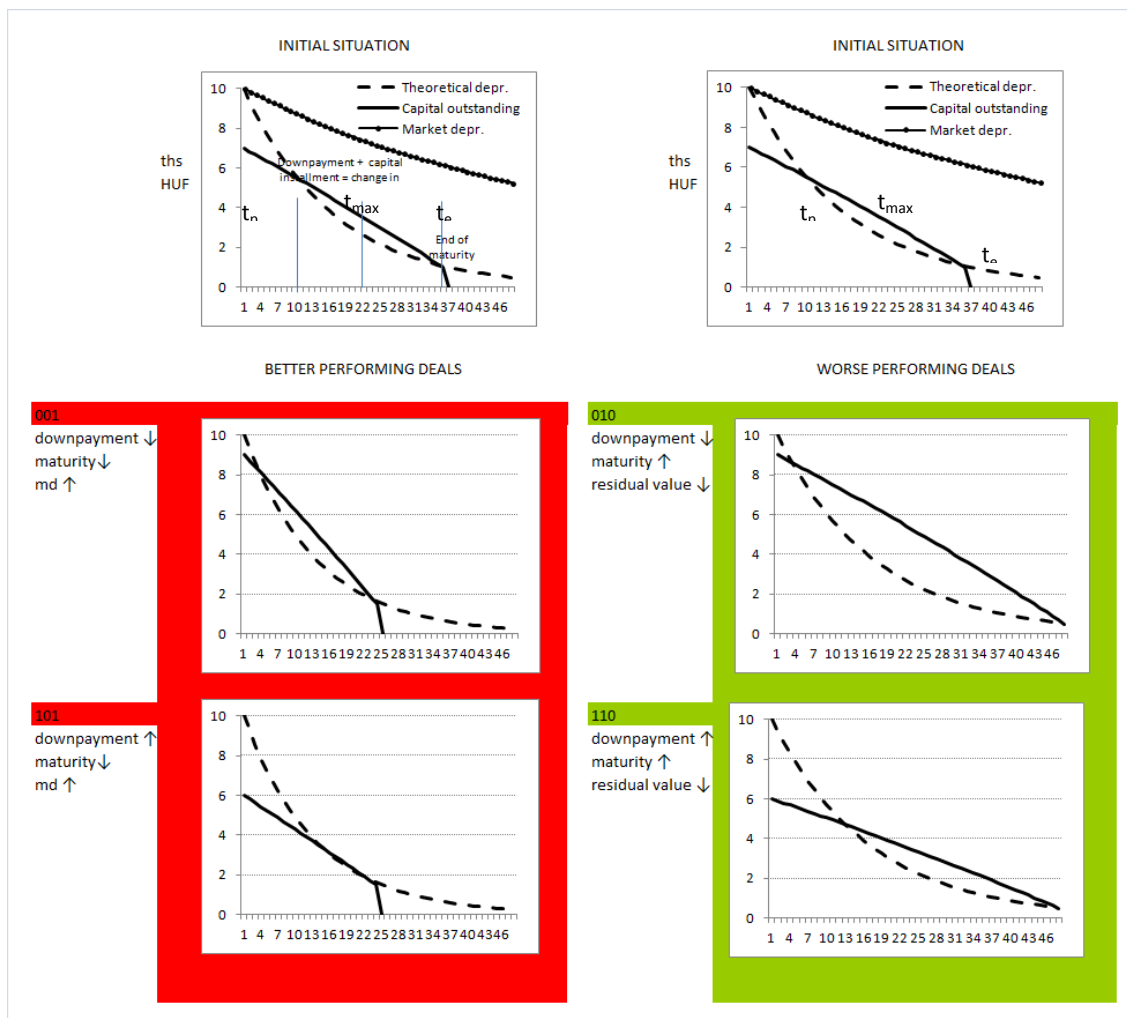 INITIAL SITUATION
Theoretical depr.
Capital outstanding
Market depr.
ths
HUF
10
8
6
4
2
0
Downpayment + capital
installment = change in
tₙ
tmax
tₑ
End of
maturity
1 4 7 10 13 16 19 22 25 28 31 34 37 40 43 46
INITIAL SITUATION
Theoretical depr.
Capital outstanding
Market depr.
ths
HUF
10
8
6
4
2
0
tₙ
tmax
tₑ
1 4 7 10 13 16 19 22 25 28 31 34 37 40 43 46
BETTER PERFORMING DEALS
001
downpayment ↓
maturity↓
md ↑
10
8
6
4
2
0
1 4 7 10 13 16 19 22 25 28 31 34 37 40 43 46
101
downpayment ↑
maturity↓
md ↑
10
8
6
4
2
0
1 4 7 10 13 16 19 22 25 28 31 34 37 40 43 46
WORSE PERFORMING DEALS
010
downpayment ↓
maturity ↑
residual value ↓
10
8
6
4
2
0
1 4 7 10 13 16 19 22 25 28 31 34 37 40 43 46
110
downpayment ↑
maturity ↑
residual value ↓
10
8
6
4
2
0
1 4 7 10 13 16 19 22 25 28 31 34 37 40 43 46